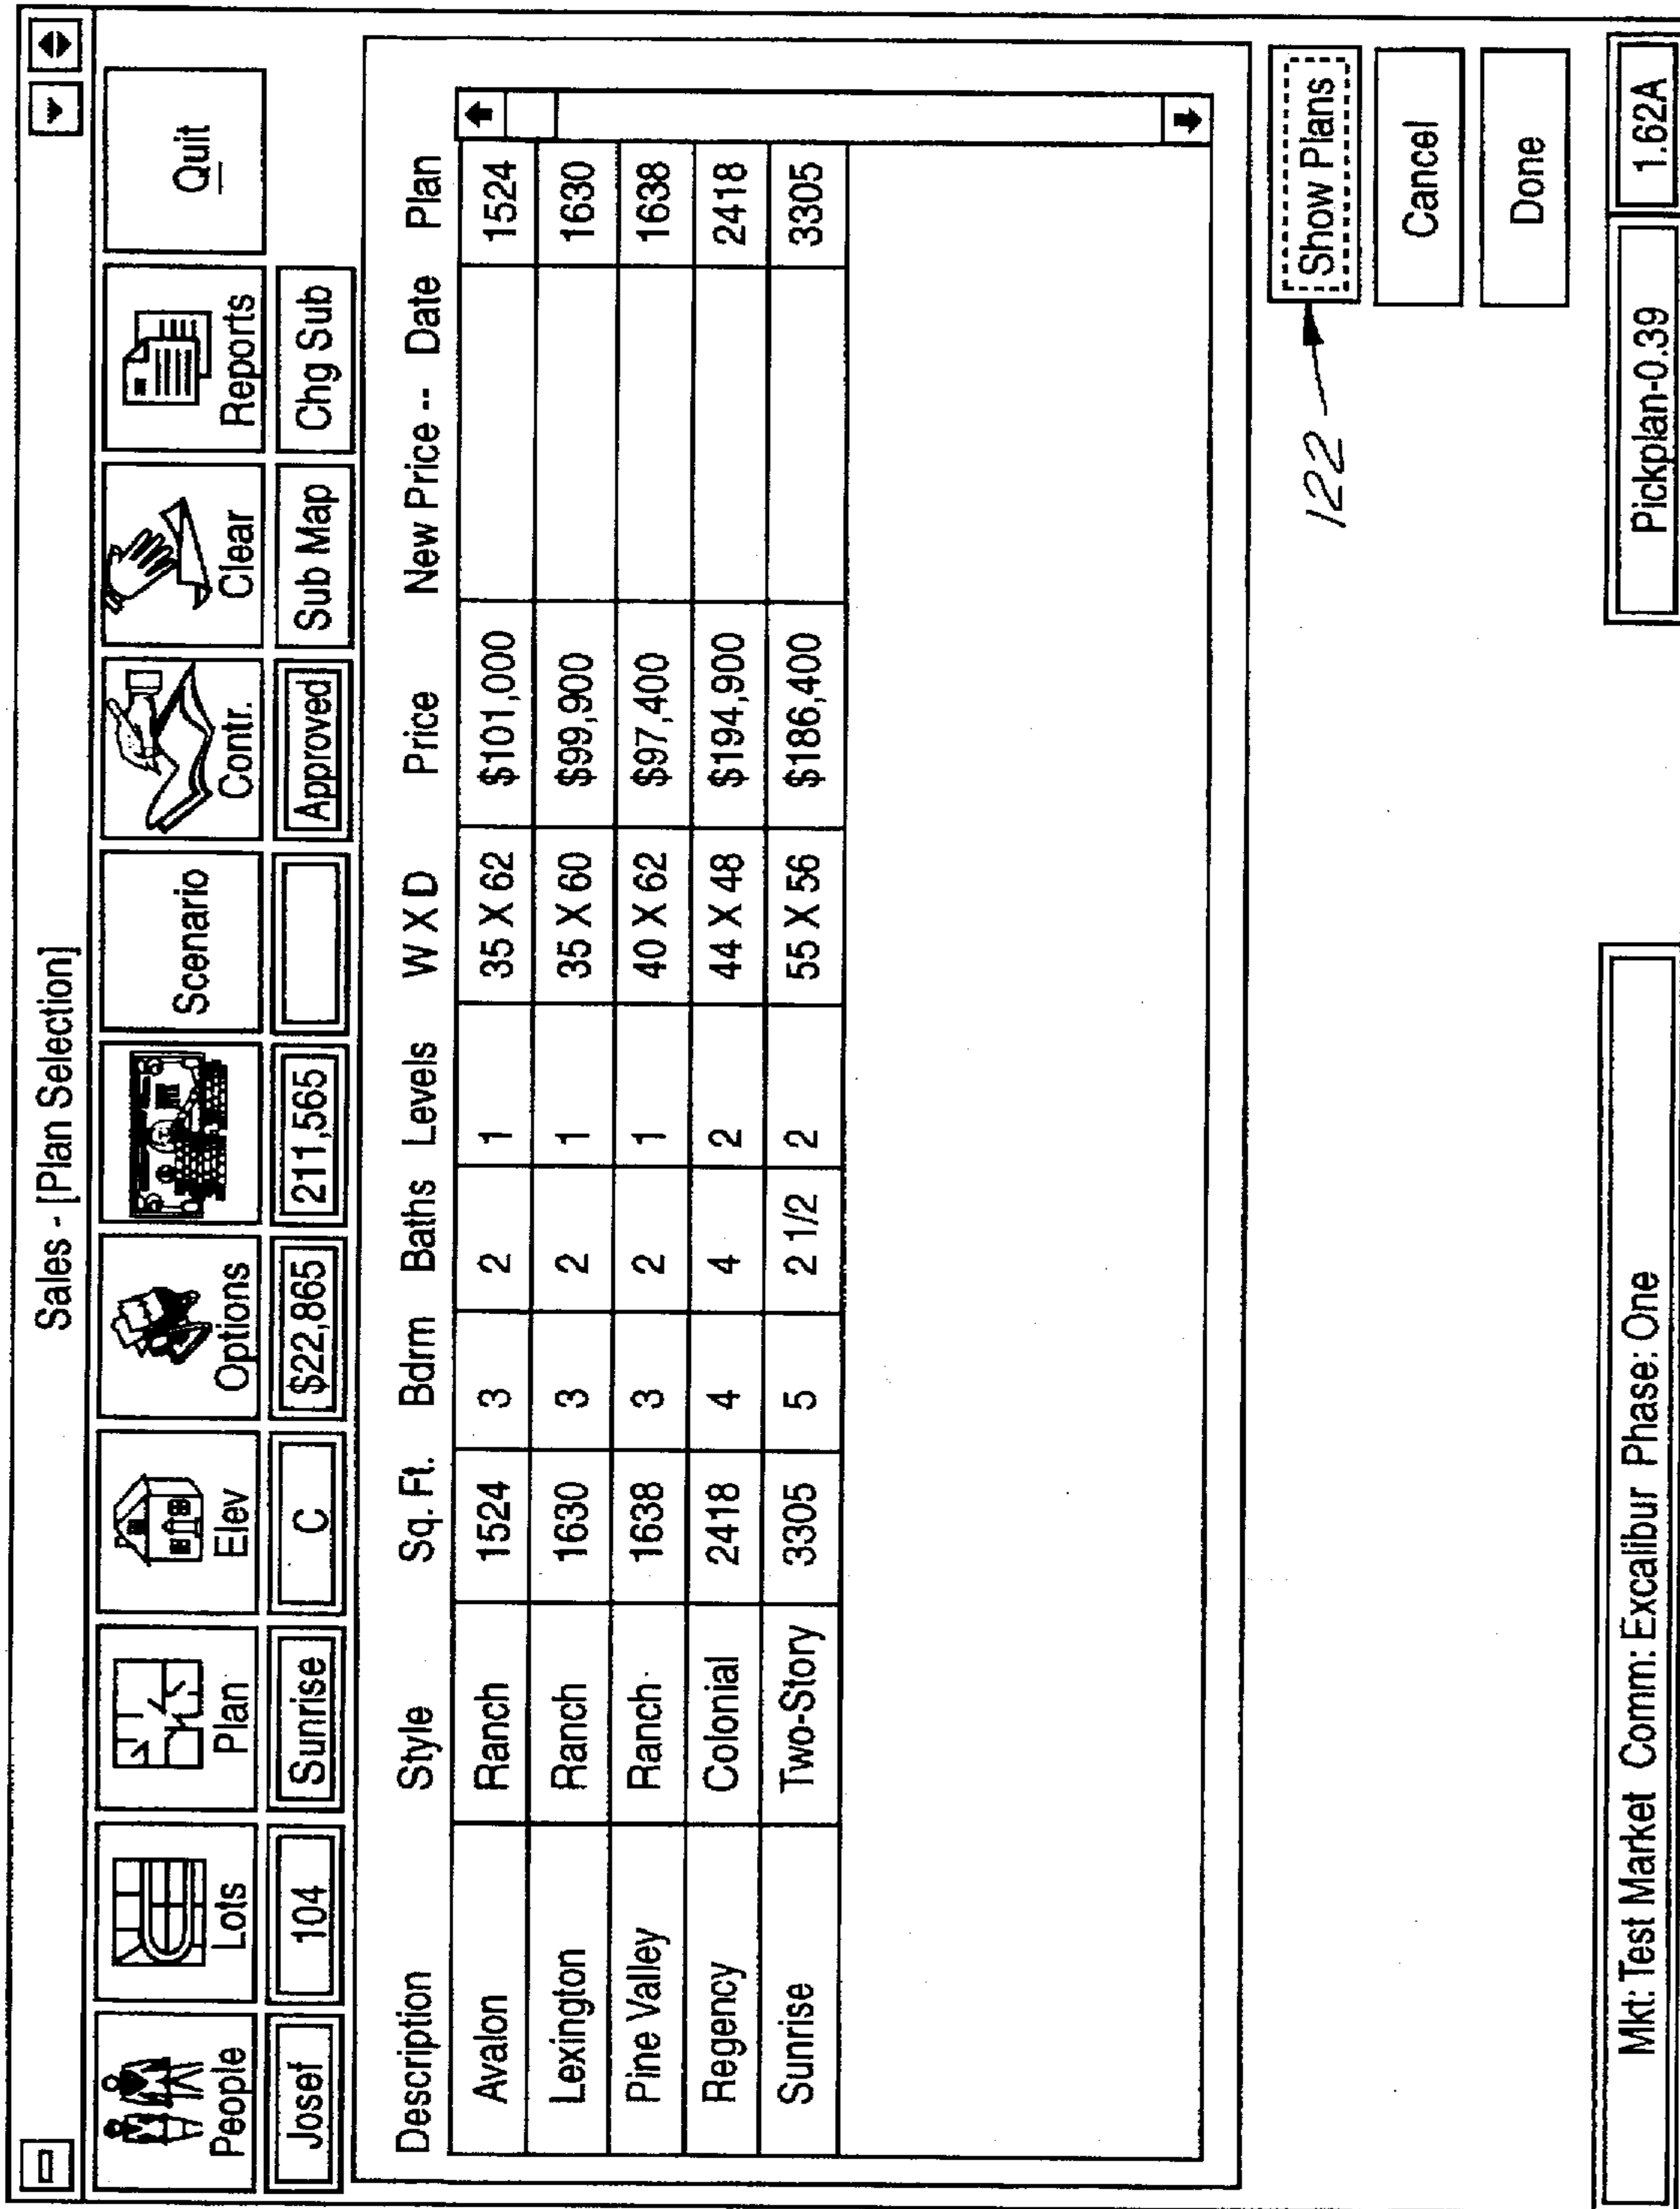 Sales - [Plan Selection]
People Lots Plan Elev Options Scenario Contr. Clear Reports Quit
Josef 104 Sunrise C $22,865 211,565 Approved Sub Map Chg Sub
Description Style Sq. Ft. Bdrm Baths Levels W X D Price New Price -- Date Plan
Avalon Ranch 1524 3 2 1 35 X 62 $101,000 1524
Lexington Ranch 1630 3 2 1 35 X 60 $99,900 1630
Pine Valley Ranch 1638 3 2 1 40 X 62 $97,400 1638
Regency Colonial 2418 4 4 2 44 X 48 $194,900 2418
Sunrise Two-Story 3305 5 2 1/2 2 55 X 56 $186,400 3305
122
Show Plans
Cancel
Done
Mkt: Test Market Comm: Excalibur Phase: One Pickplan-0.39 1.62A